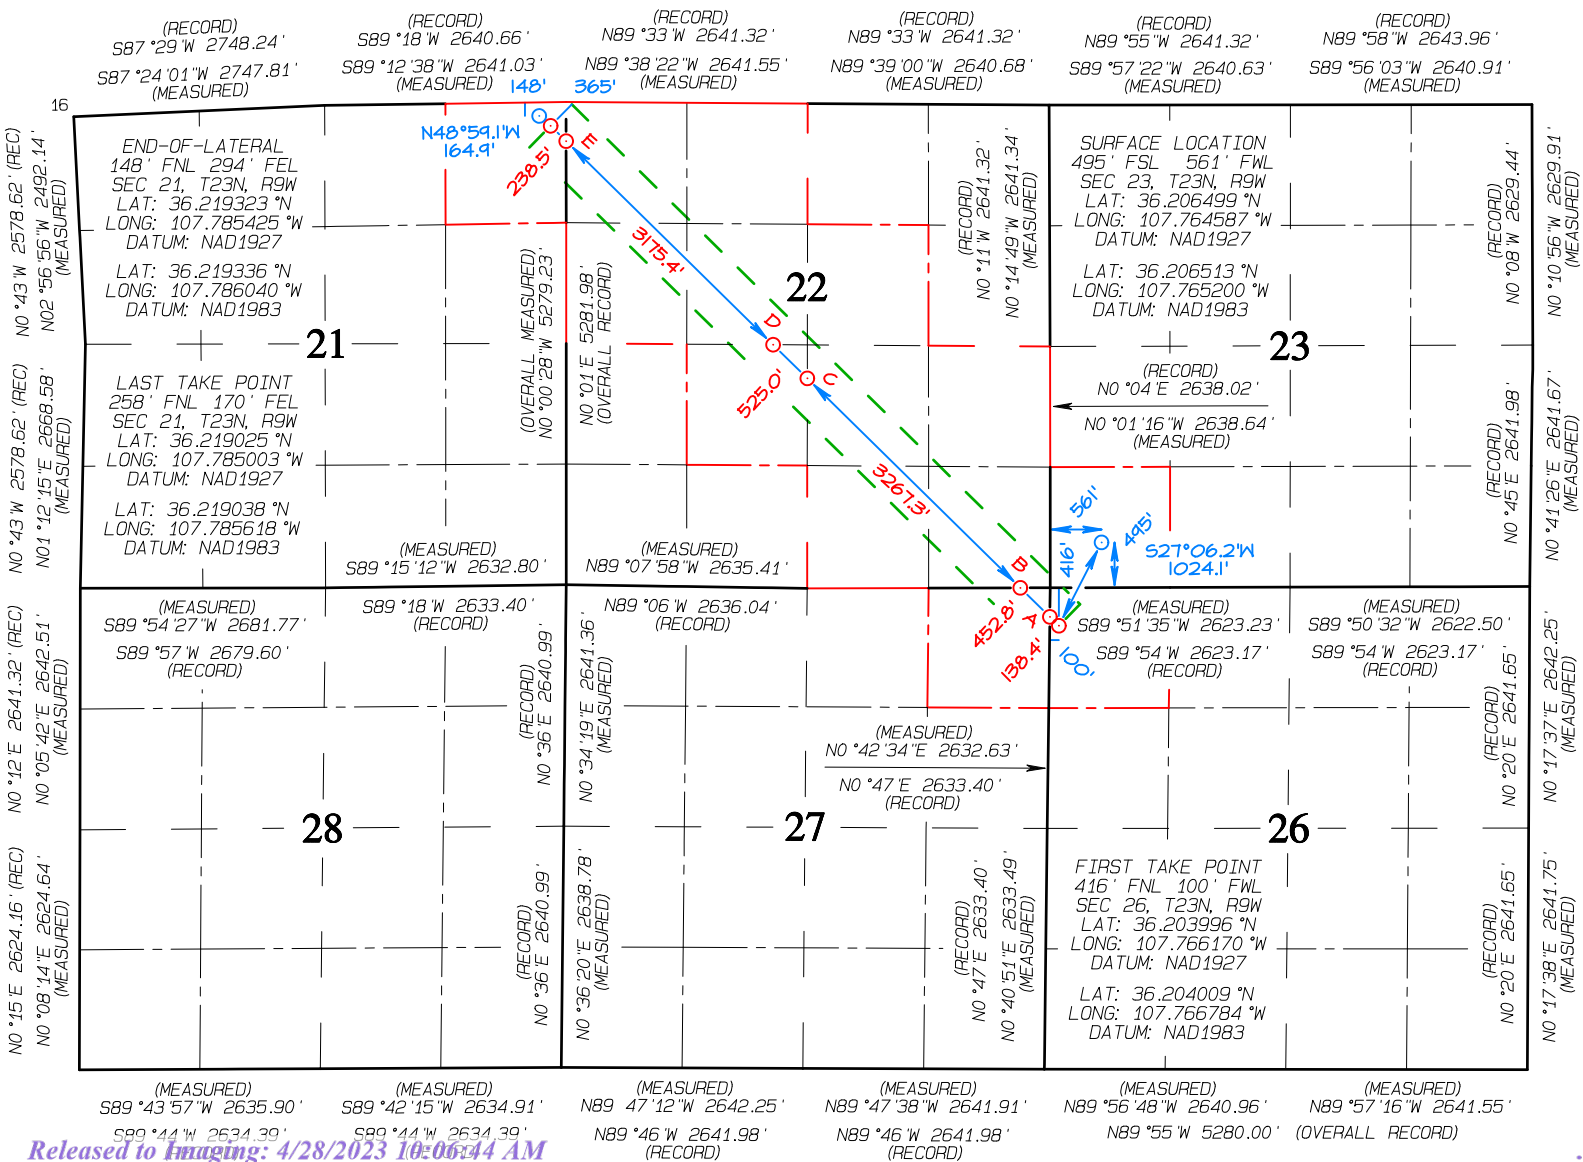 (RECORD)
S87°29'W 2748.24'
S87°24'01"W 2747.81'
(MEASURED)
(RECORD)
S89°18'W 2640.66'
S89°12'38"W 2641.03'
(MEASURED)
(RECORD)
N89°33'W 2641.32'
N89°38'22"W 2641.55'
(MEASURED)
(RECORD)
N89°33'W 2641.32'
N89°39'00"W 2640.68'
(MEASURED)
(RECORD)
N89°55'W 2641.32'
S89°57'22"W 2640.63'
(MEASURED)
(RECORD)
N89°58'W 2643.96'
S89°56'03"W 2640.91'
(MEASURED)
16
148'
365'
N48°59.1'W
164.9'
238.5'
E
END-OF-LATERAL
148' FNL 294' FEL
SEC 21, T23N, R9W
LAT: 36.219323°N
LONG: 107.785425°W
DATUM: NAD1927
LAT: 36.219336°N
LONG: 107.786040°W
DATUM: NAD1983
21
LAST TAKE POINT
258' FNL 170' FEL
SEC 21, T23N, R9W
LAT: 36.219025°N
LONG: 107.785003°W
DATUM: NAD1927
LAT: 36.219038°N
LONG: 107.785618°W
DATUM: NAD1983
N0°43'W 2578.62' (REC)
N02°56'56"W 2492.14'
(MEASURED)
N0°43'W 2578.62' (REC)
N01°12'15"E 2668.58'
(MEASURED)
(OVERALL MEASURED)
N0°00'28"W 5279.23'
N0°01'E 5281.98'
(OVERALL RECORD)
3175.4'
22
D
C
525.0'
3267.3'
B
452.8'
A
138.4'
(RECORD)
N0°11'W 2641.32'
N0°14'49"W 2641.34'
(MEASURED)
SURFACE LOCATION
495' FSL 561' FWL
SEC 23, T23N, R9W
LAT: 36.206499°N
LONG: 107.764587°W
DATUM: NAD1927
LAT: 36.206513°N
LONG: 107.765200°W
DATUM: NAD1983
23
(RECORD)
N0°04'E 2638.02'
N0°01'16"W 2638.64'
(MEASURED)
(RECORD)
N0°08'W 2629.44'
N0°10'56"W 2629.91'
(MEASURED)
(RECORD)
N0°45'E 2641.98'
N0°41'26"E 2641.67'
(MEASURED)
561'
495'
416'
S27°06.2'W
1024.1'
100'
(MEASURED)
S89°15'12"W 2632.80'
(MEASURED)
N89°07'58"W 2635.41'
(MEASURED)
S89°54'27"W 2681.77'
S89°57'W 2679.60'
(RECORD)
S89°18'W 2633.40'
(RECORD)
N89°06'W 2636.04'
(RECORD)
(MEASURED)
S89°51'35"W 2623.23'
S89°54'W 2623.17'
(RECORD)
(MEASURED)
S89°50'32"W 2622.50'
S89°54'W 2623.17'
(RECORD)
N0°12'E 2641.32' (REC)
N0°05'42"E 2642.51'
(MEASURED)
(RECORD)
N0°36'E 2640.99'
N0°34'19"E 2641.36'
(MEASURED)
(MEASURED)
N0°42'34"E 2632.63'
N0°47'E 2633.40'
(RECORD)
(RECORD)
N0°20'E 2641.65'
N0°17'37"E 2642.25'
(MEASURED)
28
27
26
N0°15'E 2624.16' (REC)
N0°08'14"E 2624.64'
(MEASURED)
(RECORD)
N0°36'E 2640.99'
N0°36'20"E 2638.78'
(MEASURED)
(RECORD)
N0°47'E 2633.40'
N0°40'51"E 2633.49'
(MEASURED)
FIRST TAKE POINT
416' FNL 100' FWL
SEC 26, T23N, R9W
LAT: 36.203996°N
LONG: 107.766170°W
DATUM: NAD1927
LAT: 36.204009°N
LONG: 107.766784°W
DATUM: NAD1983
(RECORD)
N0°20'E 2641.65'
N0°17'38"E 2641.75'
(MEASURED)
(MEASURED)
S89°43'57"W 2635.90'
S89°44'W 2634.39'
(MEASURED)
S89°42'15"W 2634.91'
S89°44'W 2634.39'
(RECORD)
(MEASURED)
N89 47'12"W 2642.25'
N89°46'W 2641.98'
(RECORD)
(MEASURED)
N89°47'38"W 2641.91'
N89°46'W 2641.98'
(RECORD)
(MEASURED)
N89°56'48"W 2640.96'
(MEASURED)
N89°57'16"W 2641.55'
N89°55'W 5280.00' (OVERALL RECORD)
Released to Imaging: 4/28/2023 10:06:44 AM